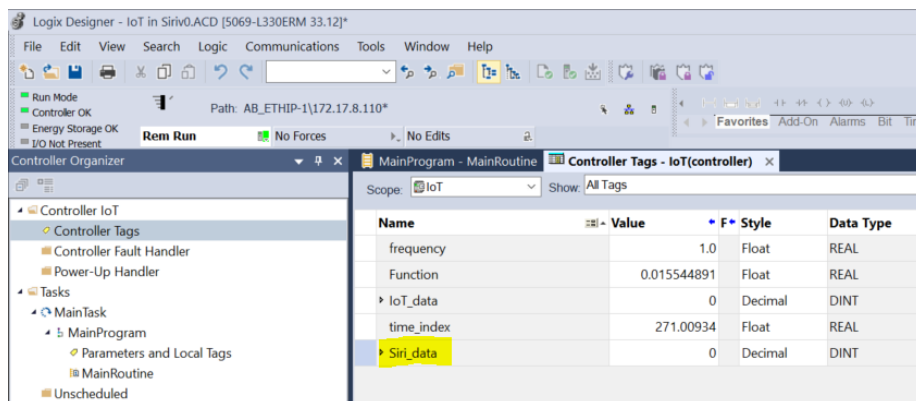 Logix Designer - IoT in Siriv0.ACD [5069-L330ERM 33.12]*
File Edit View Search Logic Communications Tools Window Help
Run Mode
Controller OK
Energy Storage OK
I/O Not Present
Path: AB_ETHIP-1\172.17.8.110*
Rem Run No Forces No Edits
Favorites Add-On Alarms Bit
Controller Organizer
MainProgram - MainRoutine Controller Tags - IoT(controller)
Scope: IoT Show: All Tags
Controller IoT
Controller Tags
Controller Fault Handler
Power-Up Handler
Tasks
MainTask
MainProgram
Parameters and Local Tags
MainRoutine
Unscheduled
Name Value F Style Data Type
frequency 1.0 Float REAL
Function 0.015544891 Float REAL
IoT_data 0 Decimal DINT
time_index 271.00934 Float REAL
Siri_data 0 Decimal DINT